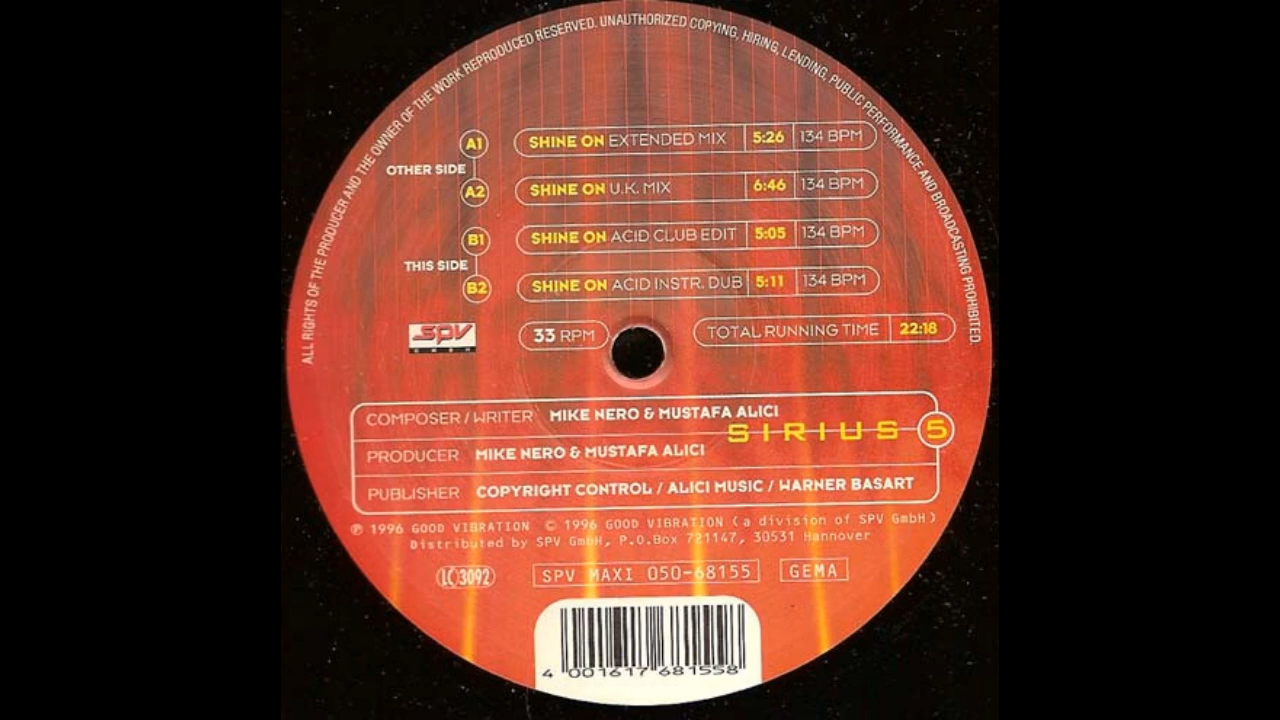 ALL RIGHTS OF THE PRODUCER AND THE OWNER OF THE WORK REPRODUCED RESERVED. UNAUTHORIZED COPYING, HIRING, LENDING, PUBLIC PERFORMANCE AND BROADCASTING PROHIBITED.
A1 SHINE ON EXTENDED MIX 5:26 134 BPM
OTHER SIDE
A2 SHINE ON U.K. MIX 6:46 134 BPM
B1 SHINE ON ACID CLUB EDIT 5:05 134 BPM
THIS SIDE
B2 SHINE ON ACID INSTR. DUB 5:11 134 BPM
SPV GMBH 33 RPM TOTAL RUNNING TIME 22:18
COMPOSER / WRITER MIKE NERO & MUSTAFA ALICI
SIRIUS 5
PRODUCER MIKE NERO & MUSTAFA ALICI
PUBLISHER COPYRIGHT CONTROL / ALICI MUSIC / WARNER BASART
℗ 1996 GOOD VIBRATION © 1996 GOOD VIBRATION (a division of SPV GmbH)
Distributed by SPV GmbH, P.O.Box 721147, 30531 Hannover
LC 3092 SPV MAXI 050-68155 GEMA
4 001617 681558